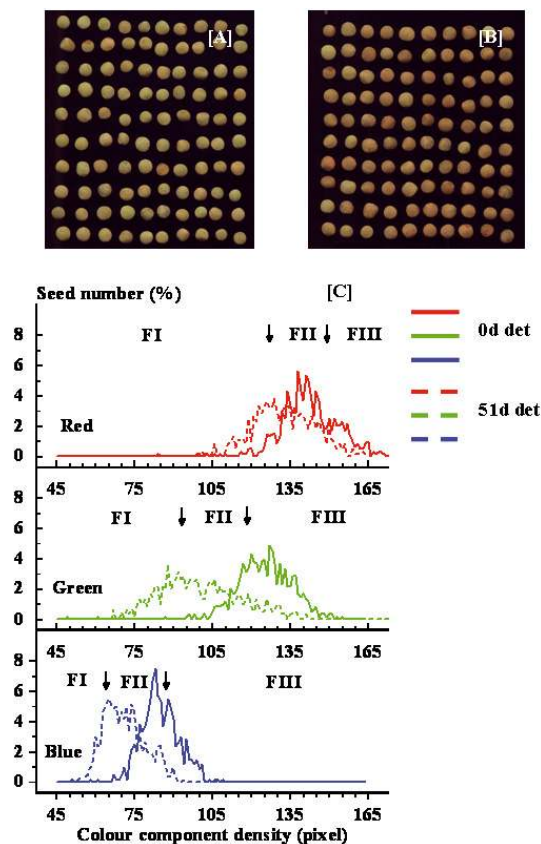 [A]
[B]
Seed number (%)
[C]
8
6
4
2
0
FI
FII
FIII
Red
45
75
105
135
165
0d det
51d det
8
6
4
2
0
FI
FII
FIII
Green
45
75
105
135
165
8
6
4
2
0
FI
FII
FIII
Blue
45
75
105
135
165
Colour component density (pixel)